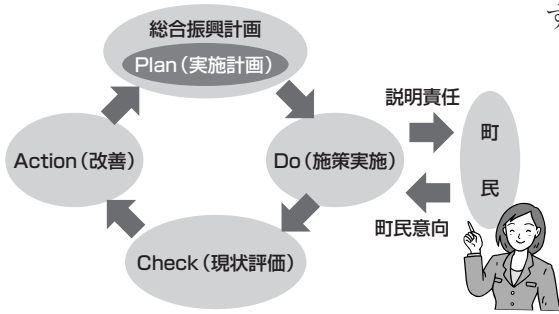 総合振興計画
Plan（実施計画）
説明責任
町
民
Action（改善）
Do（施策実施）
町民意向
Check（現状評価）